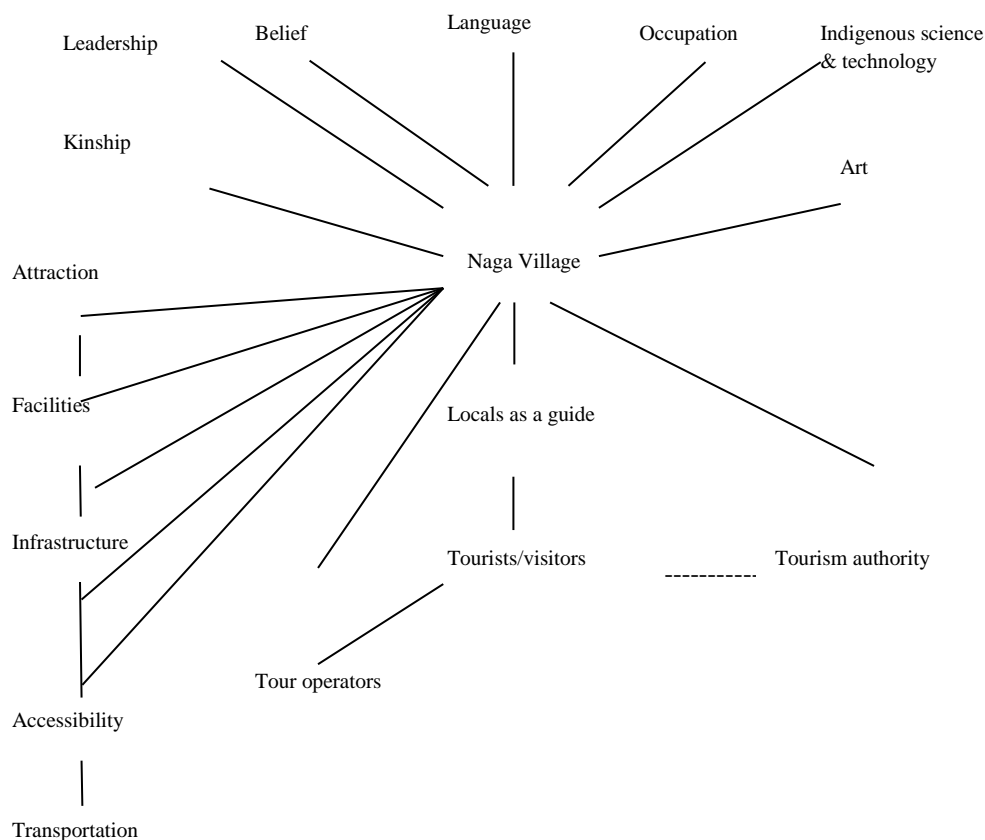 Leadership
Belief
Language
Occupation
Indigenous science
& technology
Kinship
Art
Naga Village
Attraction
Facilities
Locals as a guide
Infrastructure
Tourists/visitors
Tourism authority
Tour operators
Accessibility
Transportation